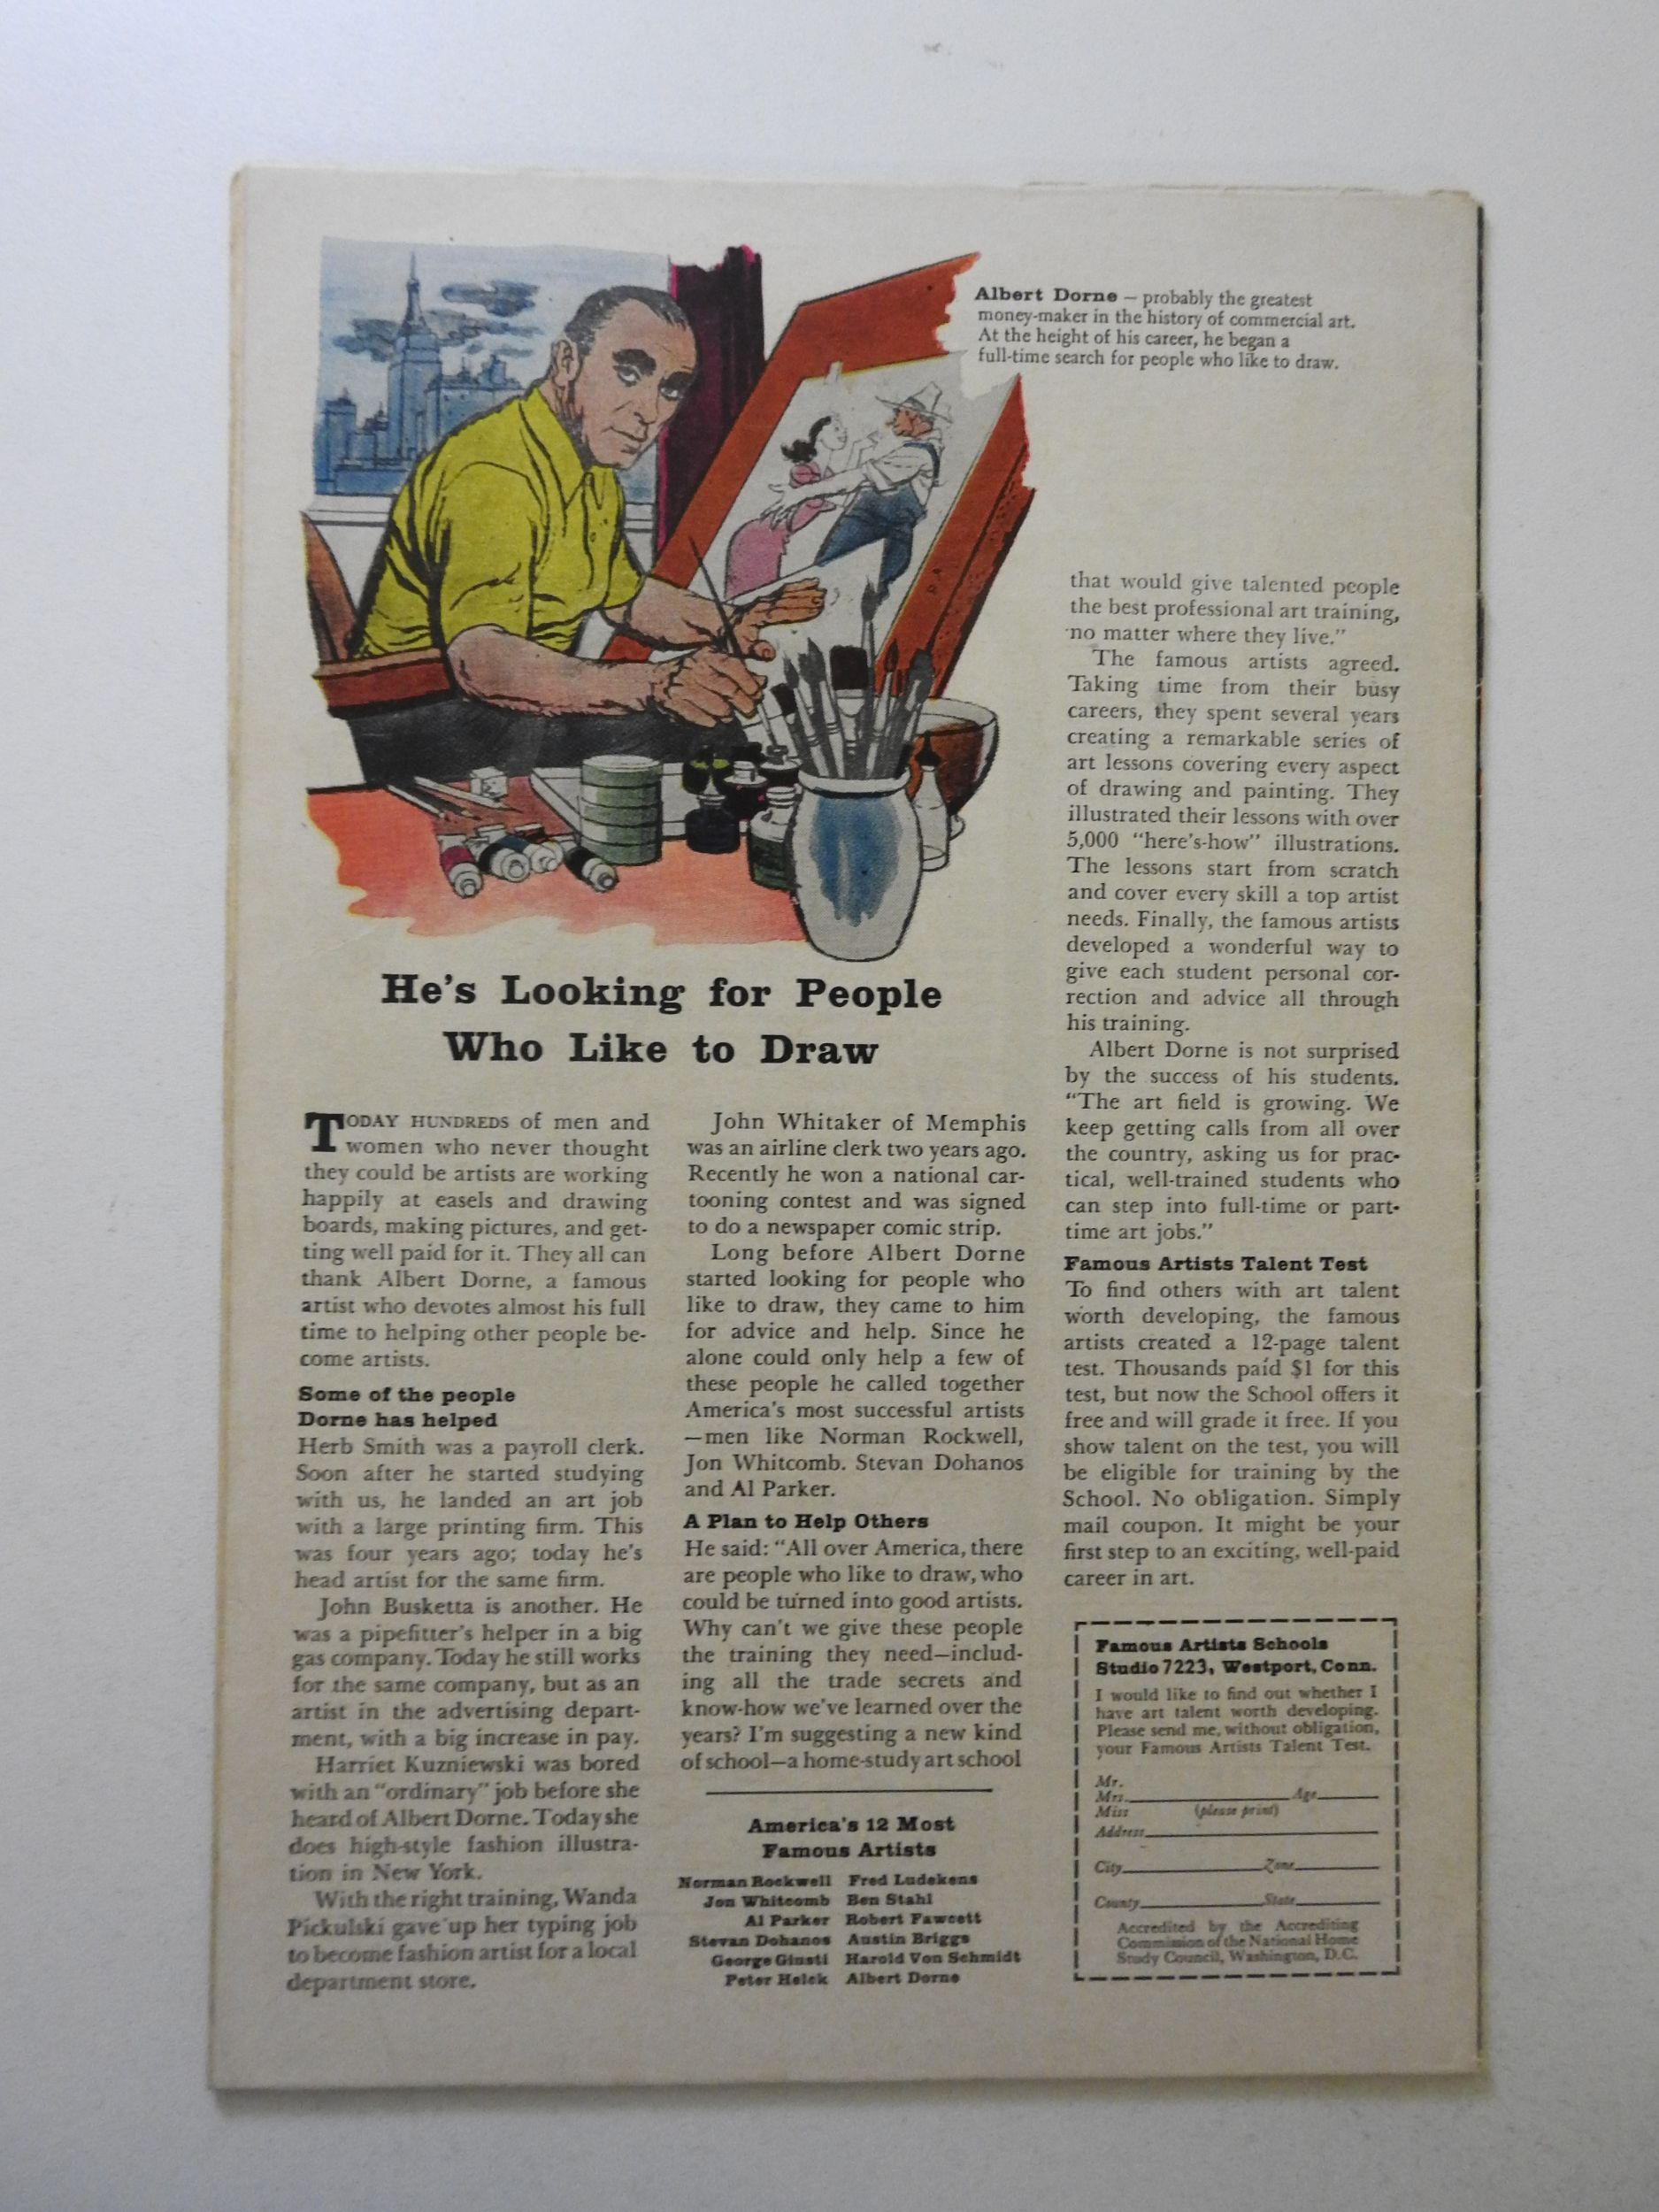 Albert Dorne – probably the greatest
money-maker in the history of commercial art.
At the height of his career, he began a
full-time search for people who like to draw.
He's Looking for People
Who Like to Draw
TODAY HUNDREDS of men and
women who never thought
they could be artists are working
happily at easels and drawing
boards, making pictures, and get-
ting well paid for it. They all can
thank Albert Dorne, a famous
artist who devotes almost his full
time to helping other people be-
come artists.
Some of the people
Dorne has helped
Herb Smith was a payroll clerk.
Soon after he started studying
with us, he landed an art job
with a large printing firm. This
was four years ago; today he's
head artist for the same firm.
John Busketta is another. He
was a pipefitter's helper in a big
gas company. Today he still works
for the same company, but as an
artist in the advertising depart-
ment, with a big increase in pay.
Harriet Kuzniewski was bored
with an "ordinary" job before she
heard of Albert Dorne. Today she
does high-style fashion illustra-
tion in New York.
With the right training, Wanda
Pickulski gave up her typing job
to become fashion artist for a local
department store.
John Whitaker of Memphis
was an airline clerk two years ago.
Recently he won a national car-
tooning contest and was signed
to do a newspaper comic strip.
Long before Albert Dorne
started looking for people who
like to draw, they came to him
for advice and help. Since he
alone could only help a few of
these people he called together
America's most successful artists
—men like Norman Rockwell,
Jon Whitcomb. Stevan Dohanos
and Al Parker.
A Plan to Help Others
He said: "All over America, there
are people who like to draw, who
could be turned into good artists.
Why can't we give these people
the training they need—includ-
ing all the trade secrets and
know-how we've learned over the
years? I'm suggesting a new kind
of school—a home-study art school
America's 12 Most
Famous Artists
Norman Rockwell Fred Ludekens
Jon Whitcomb Ben Stahl
Al Parker Robert Fawcett
Stevan Dohanos Austin Briggs
George Giusti Harold Von Schmidt
Peter Helck Albert Dorne
that would give talented people
the best professional art training,
no matter where they live."
The famous artists agreed.
Taking time from their busy
careers, they spent several years
creating a remarkable series of
art lessons covering every aspect
of drawing and painting. They
illustrated their lessons with over
5,000 "here's-how" illustrations.
The lessons start from scratch
and cover every skill a top artist
needs. Finally, the famous artists
developed a wonderful way to
give each student personal cor-
rection and advice all through
his training.
Albert Dorne is not surprised
by the success of his students.
"The art field is growing. We
keep getting calls from all over
the country, asking us for prac-
tical, well-trained students who
can step into full-time or part-
time art jobs."
Famous Artists Talent Test
To find others with art talent
worth developing, the famous
artists created a 12-page talent
test. Thousands paid $1 for this
test, but now the School offers it
free and will grade it free. If you
show talent on the test, you will
be eligible for training by the
School. No obligation. Simply
mail coupon. It might be your
first step to an exciting, well-paid
career in art.
Famous Artists Schools
Studio 7223, Westport, Conn.
I would like to find out whether I
have art talent worth developing.
Please send me, without obligation,
your Famous Artists Talent Test.
Mr.
Mrs. Age
Miss (please print)
Address
City Zone
County State
Accredited by the Accrediting
Commission of the National Home
Study Council, Washington, D.C.